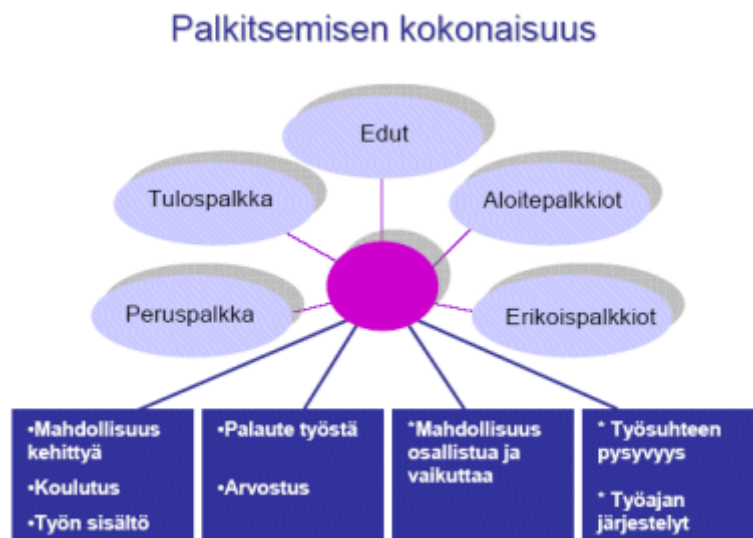 Palkitsemisen kokonaisuus
Edut
Tulospalkka
Aloitepalkkiot
Peruspalkka
Erikoispalkkiot
•Mahdollisuus
kehittyä
•Koulutus
•Työn sisältö
•Palaute työstä
•Arvostus
*Mahdollisuus
osallistua ja
vaikuttaa
* Työsuhteen
pysyvyys
* Työajan
järjestelyt